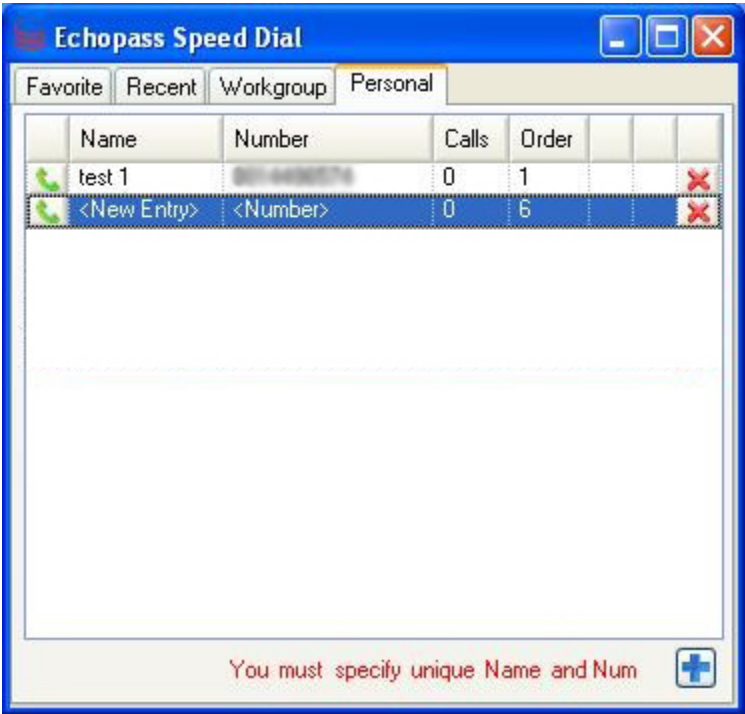 Echopass Speed Dial
Favorite Recent Workgroup Personal
Name Number Calls Order
test 1 0 1
<New Entry> <Number> 0 6
You must specify unique Name and Num